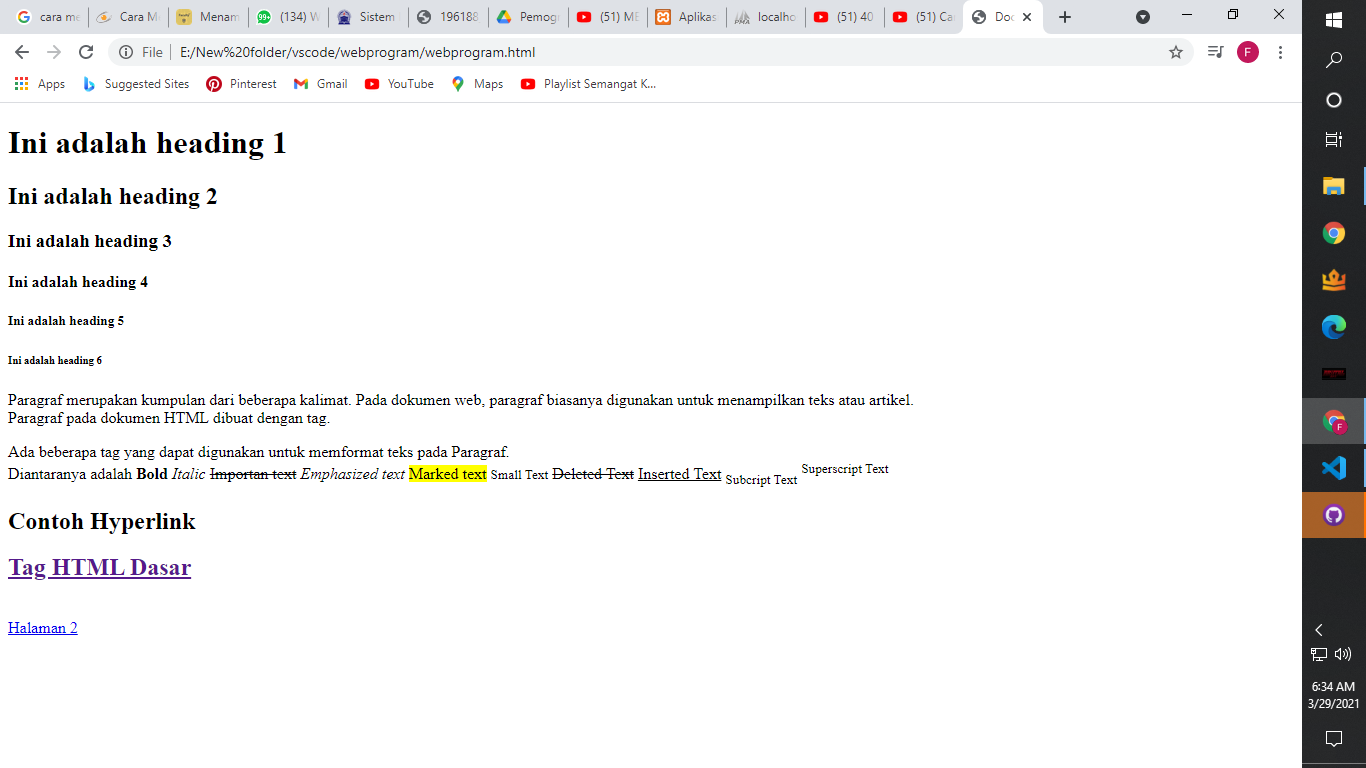 cara me
Cara M
Menam
(134) W
Sistem
196188
Pemog
(51) ME
Aplikas
localho
(51) 40
(51) Ca
Doc
File
E:/New%20folder/vscode/webprogram/webprogram.html
F
Apps
Suggested Sites
Pinterest
Gmail
YouTube
Maps
Playlist Semangat K...
Ini adalah heading 1
Ini adalah heading 2
Ini adalah heading 3
Ini adalah heading 4
Ini adalah heading 5
Ini adalah heading 6
Paragraf merupakan kumpulan dari beberapa kalimat. Pada dokumen web, paragraf biasanya digunakan untuk menampilkan teks atau artikel.
Paragraf pada dokumen HTML dibuat dengan tag.
Ada beberapa tag yang dapat digunakan untuk memformat teks pada Paragraf.
Diantaranya adalah Bold Italic Importan text Emphasized text Marked text Small Text Deleted Text Inserted Text Subcript Text Superscript Text
Contoh Hyperlink
Tag HTML Dasar
Halaman 2
6:34 AM
3/29/2021